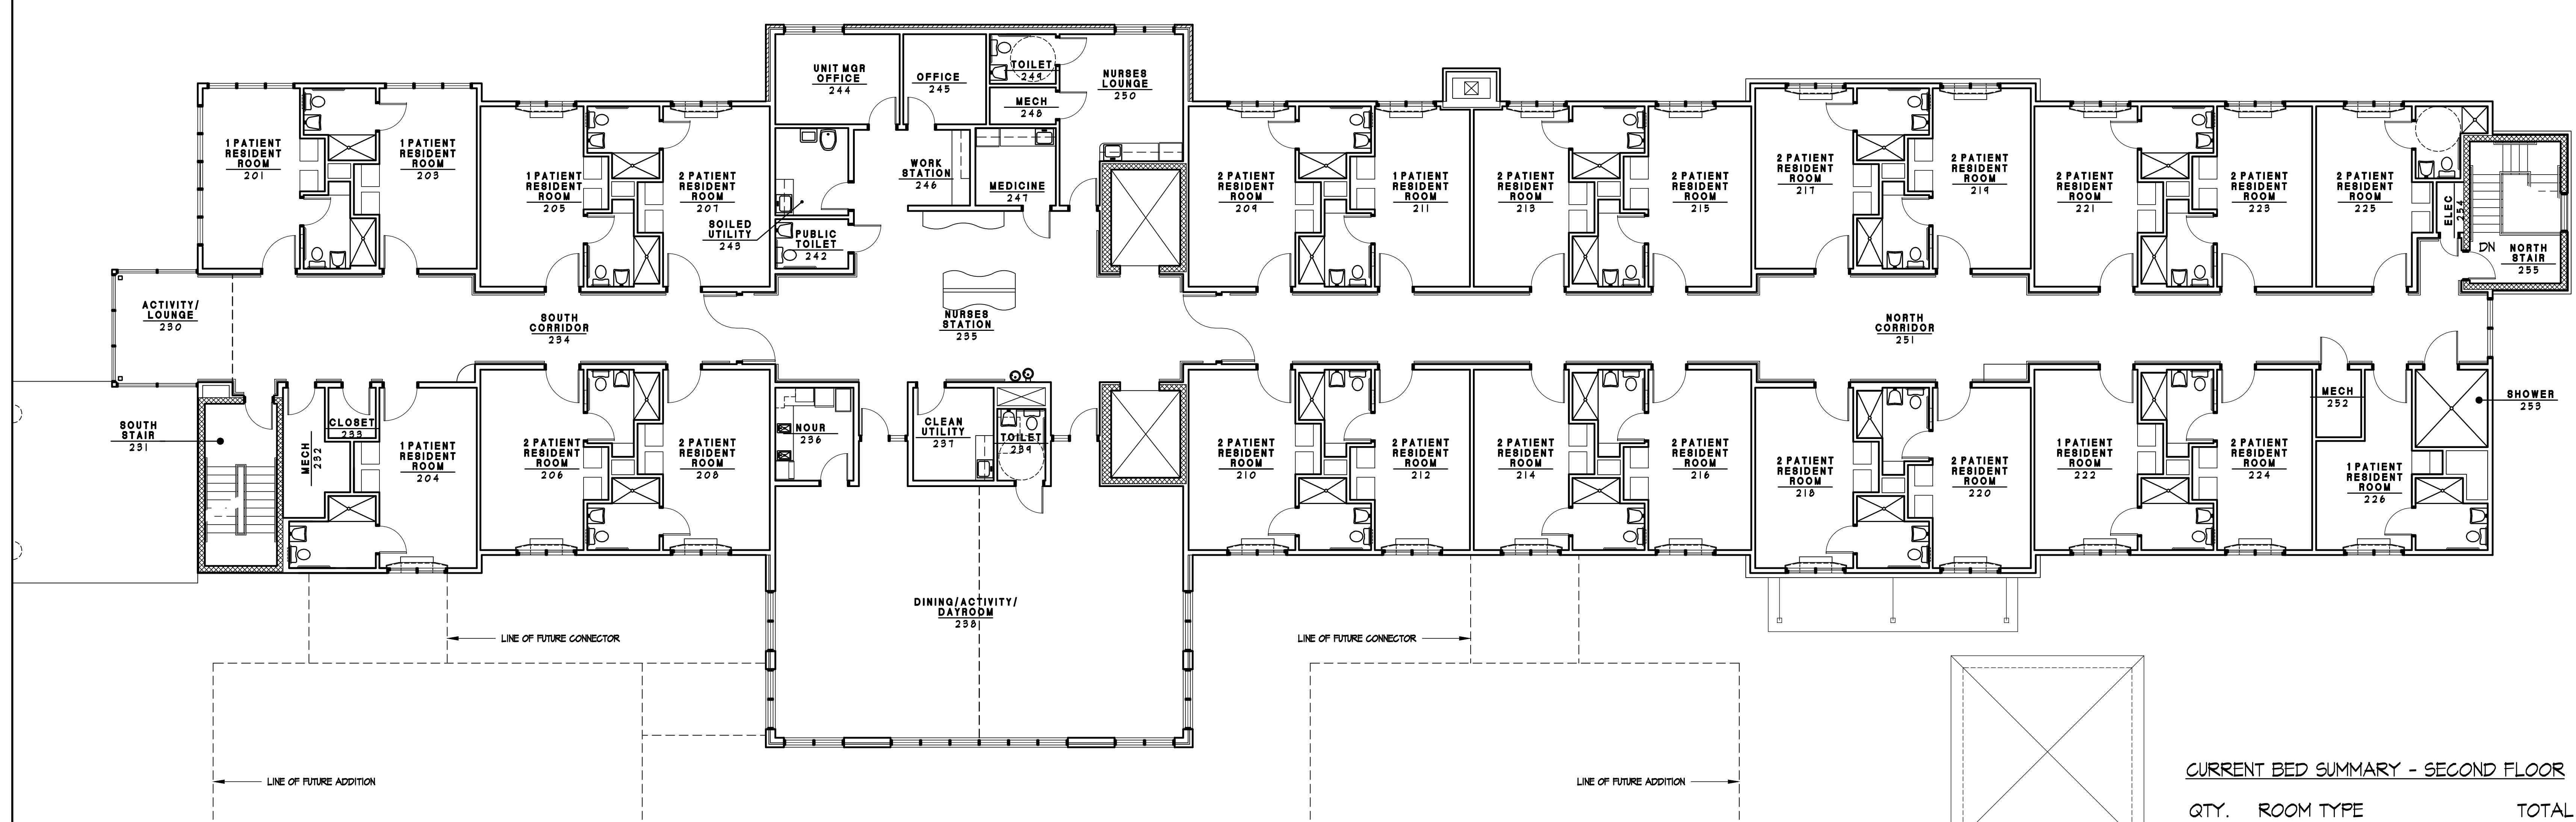 UNIT MGR
OFFICE
244
OFFICE
245
TOILET
249
MECH
248
NURSES
LOUNGE
250
1 PATIENT
RESIDENT
ROOM
201
1 PATIENT
RESIDENT
ROOM
203
1 PATIENT
RESIDENT
ROOM
205
2 PATIENT
RESIDENT
ROOM
207
SOILED
UTILITY
243
PUBLIC
TOILET
242
WORK
STATION
246
MEDICINE
247
2 PATIENT
RESIDENT
ROOM
209
1 PATIENT
RESIDENT
ROOM
211
2 PATIENT
RESIDENT
ROOM
213
2 PATIENT
RESIDENT
ROOM
215
2 PATIENT
RESIDENT
ROOM
217
2 PATIENT
RESIDENT
ROOM
219
2 PATIENT
RESIDENT
ROOM
221
2 PATIENT
RESIDENT
ROOM
223
2 PATIENT
RESIDENT
ROOM
225
ELEC
254
DN
NORTH
STAIR
255
ACTIVITY/
LOUNGE
230
SOUTH
CORRIDOR
234
NURSES
STATION
235
NORTH
CORRIDOR
251
SOUTH
STAIR
231
MECH
232
CLOSET
233
1 PATIENT
RESIDENT
ROOM
204
2 PATIENT
RESIDENT
ROOM
206
2 PATIENT
RESIDENT
ROOM
208
NOUR
236
CLEAN
UTILITY
237
TOILET
239
2 PATIENT
RESIDENT
ROOM
210
2 PATIENT
RESIDENT
ROOM
212
2 PATIENT
RESIDENT
ROOM
214
2 PATIENT
RESIDENT
ROOM
216
2 PATIENT
RESIDENT
ROOM
218
2 PATIENT
RESIDENT
ROOM
220
1 PATIENT
RESIDENT
ROOM
222
2 PATIENT
RESIDENT
ROOM
224
MECH
252
1 PATIENT
RESIDENT
ROOM
226
SHOWER
253
DINING/ACTIVITY/
DAYROOM
238
LINE OF FUTURE CONNECTOR
LINE OF FUTURE CONNECTOR
LINE OF FUTURE ADDITION
LINE OF FUTURE ADDITION
CURRENT BED SUMMARY - SECOND FLOOR
QTY. ROOM TYPE TOTAL